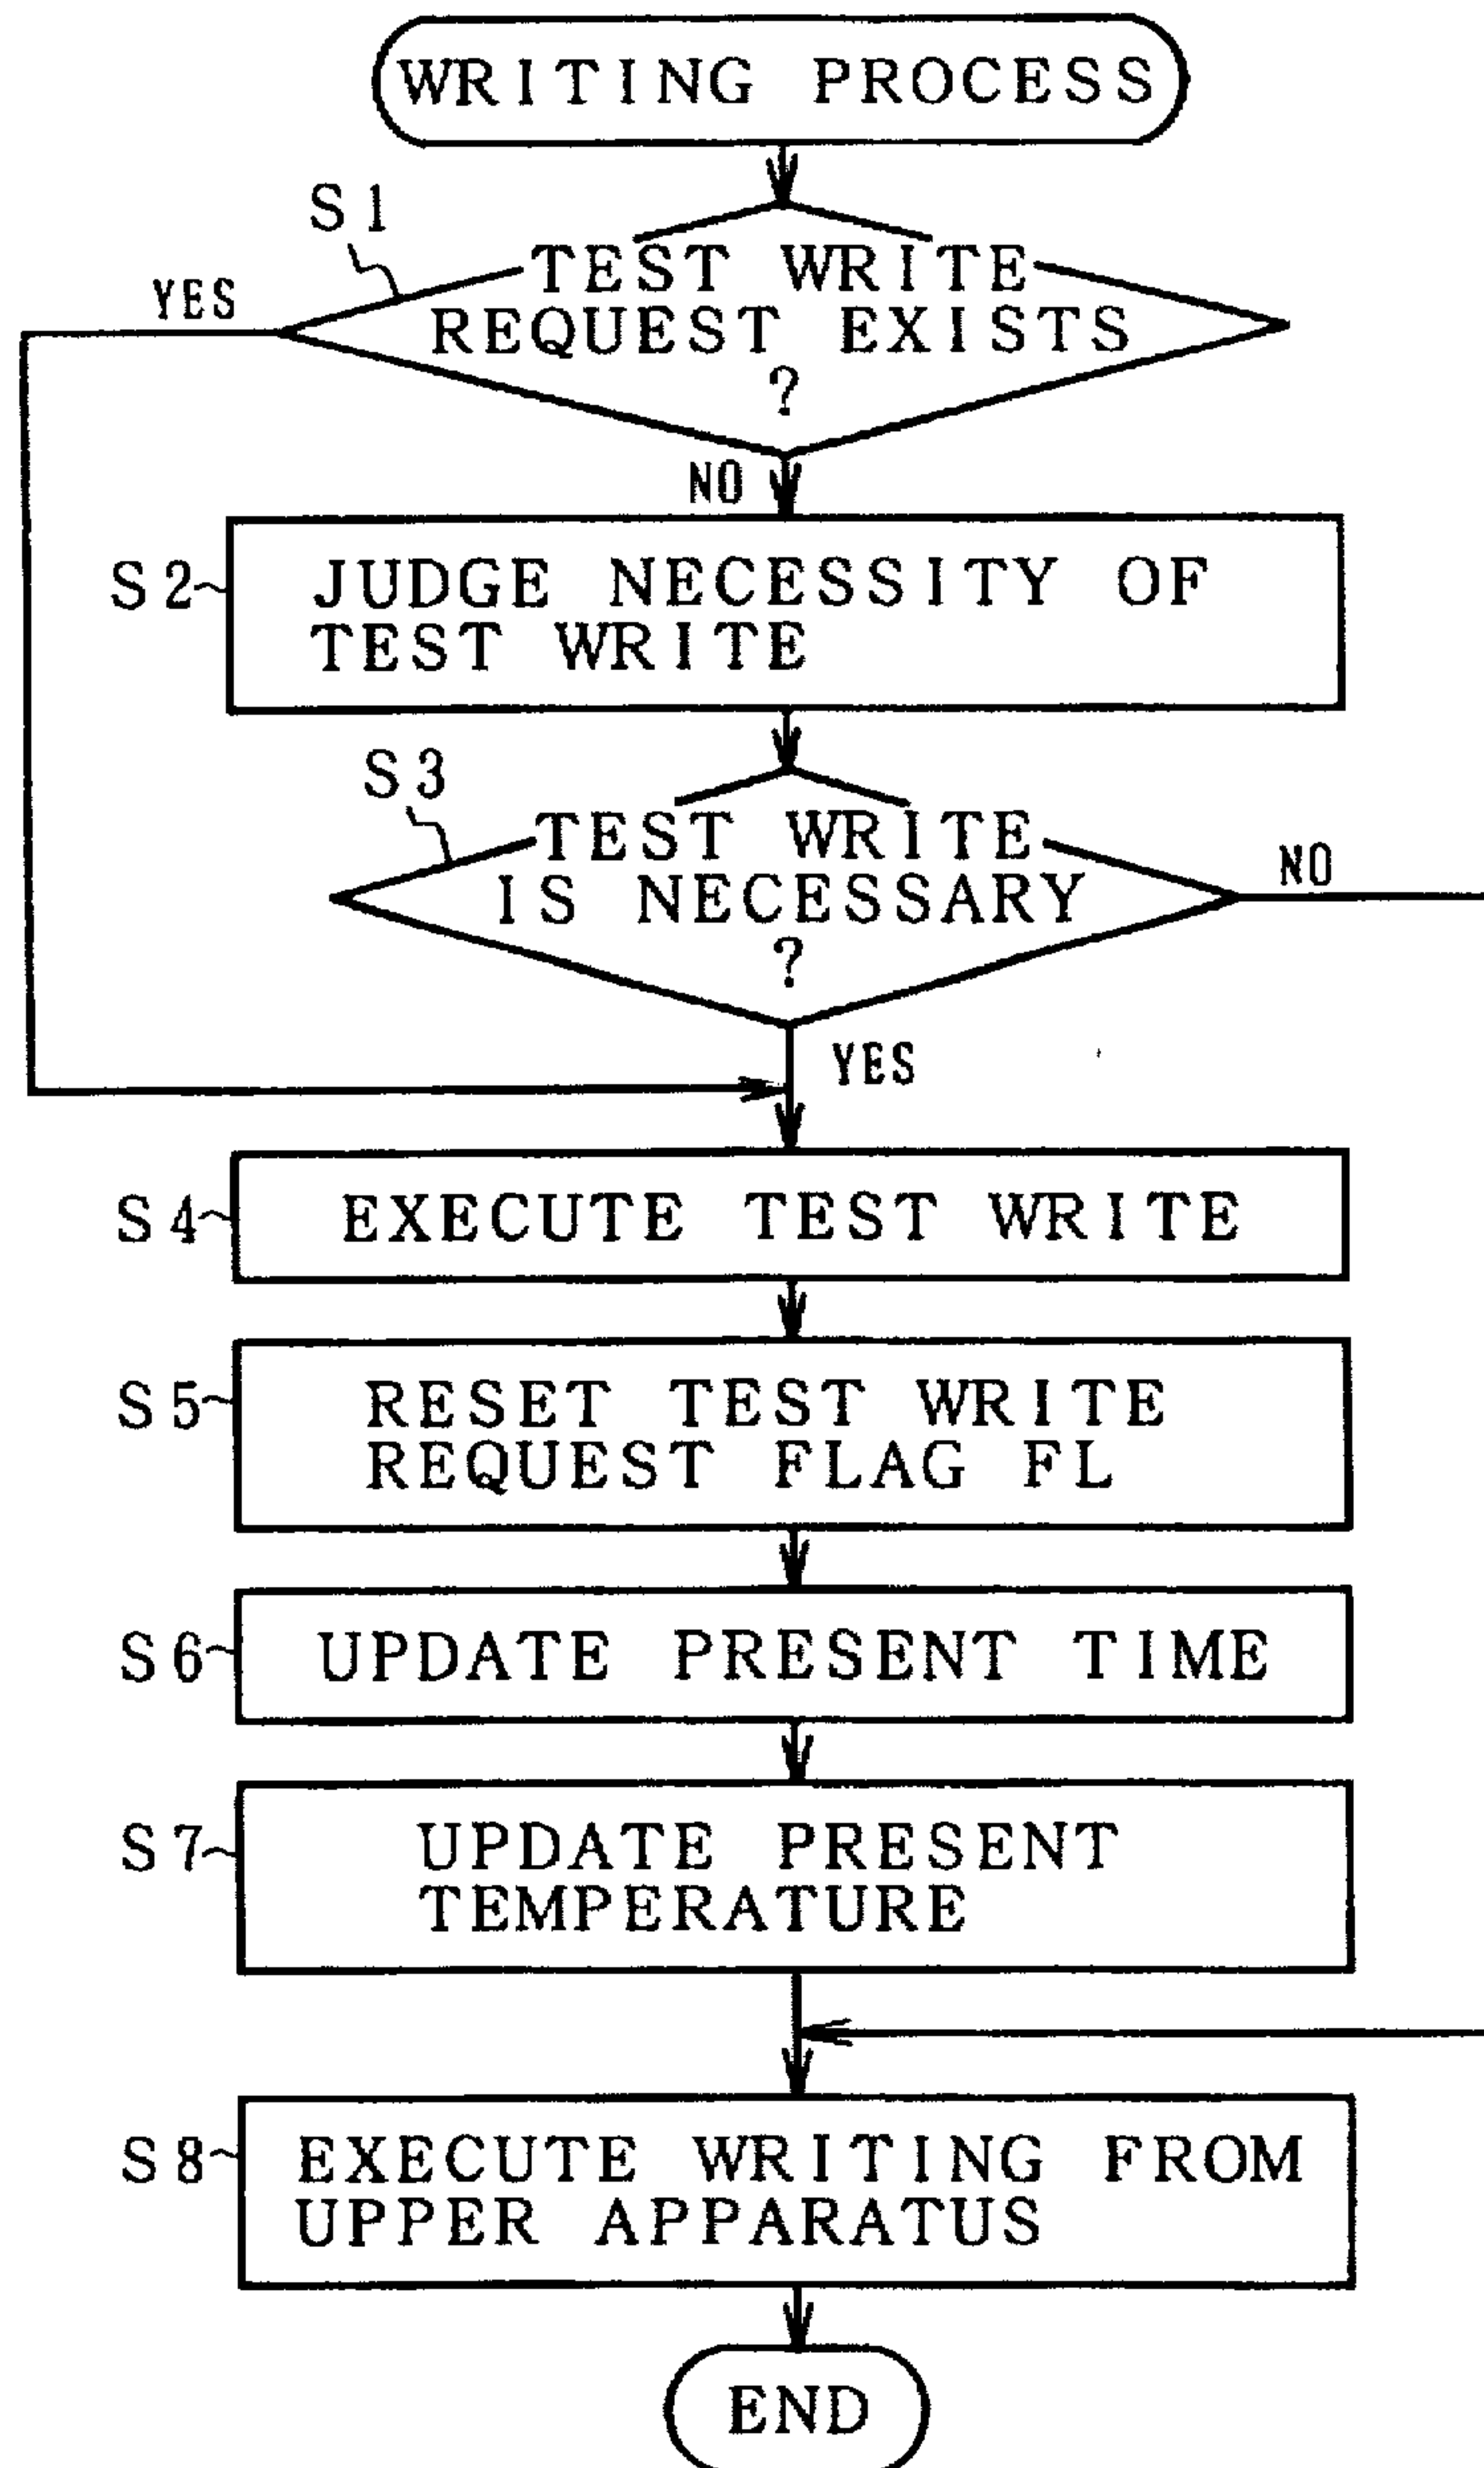 WRITING PROCESS
S1
YES
TEST WRITE
REQUEST EXISTS
?
NO
S2
JUDGE NECESSITY OF
TEST WRITE
S3
TEST WRITE
IS NECESSARY
?
NO
YES
S4
EXECUTE TEST WRITE
S5
RESET TEST WRITE
REQUEST FLAG FL
S6
UPDATE PRESENT TIME
S7
UPDATE PRESENT
TEMPERATURE
S8
EXECUTE WRITING FROM
UPPER APPARATUS
END